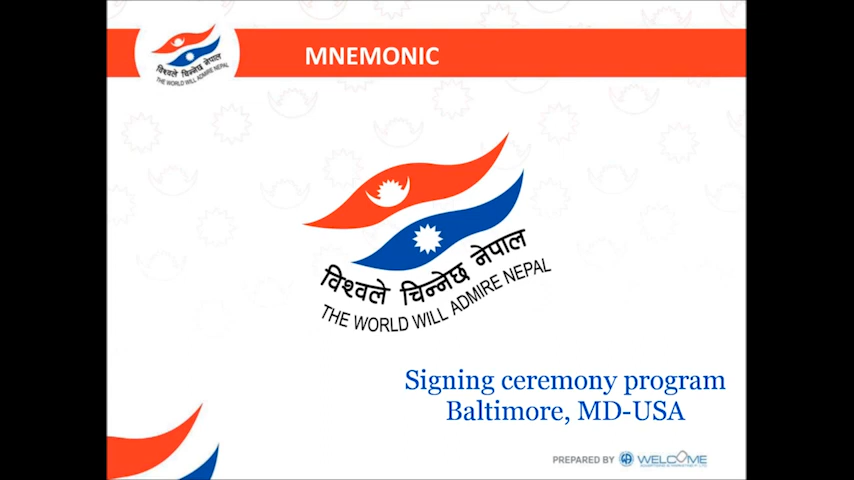 MNEMONIC
विश्वले चिन्नेछ नेपाल
THE WORLD WILL ADMIRE NEPAL
विश्वले चिन्नेछ नेपाल
THE WORLD WILL ADMIRE NEPAL
Signing ceremony program
Baltimore, MD-USA
PREPARED BY WELCOME